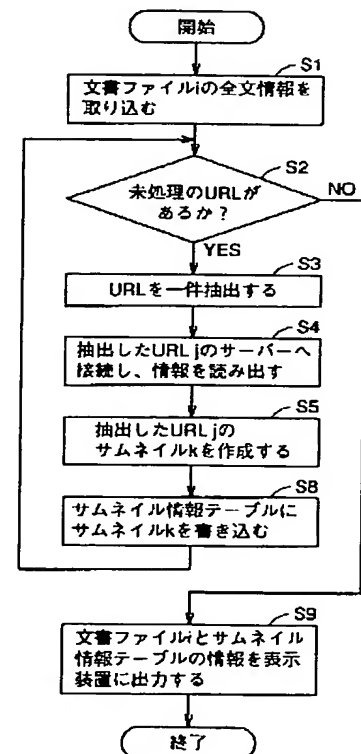 開始
S1
文書ファイルiの全文情報を
取り込む
S2
未処理のURLが
あるか？
NO
YES
S3
URLを一件抽出する
S4
抽出したURLjのサーバーへ
接続し、情報を読み出す
S5
抽出したURLjの
サムネイルkを作成する
S8
サムネイル情報テーブルに
サムネイルkを書き込む
S9
文書ファイルiとサムネイル
情報テーブルの情報を表示
装置に出力する
終了